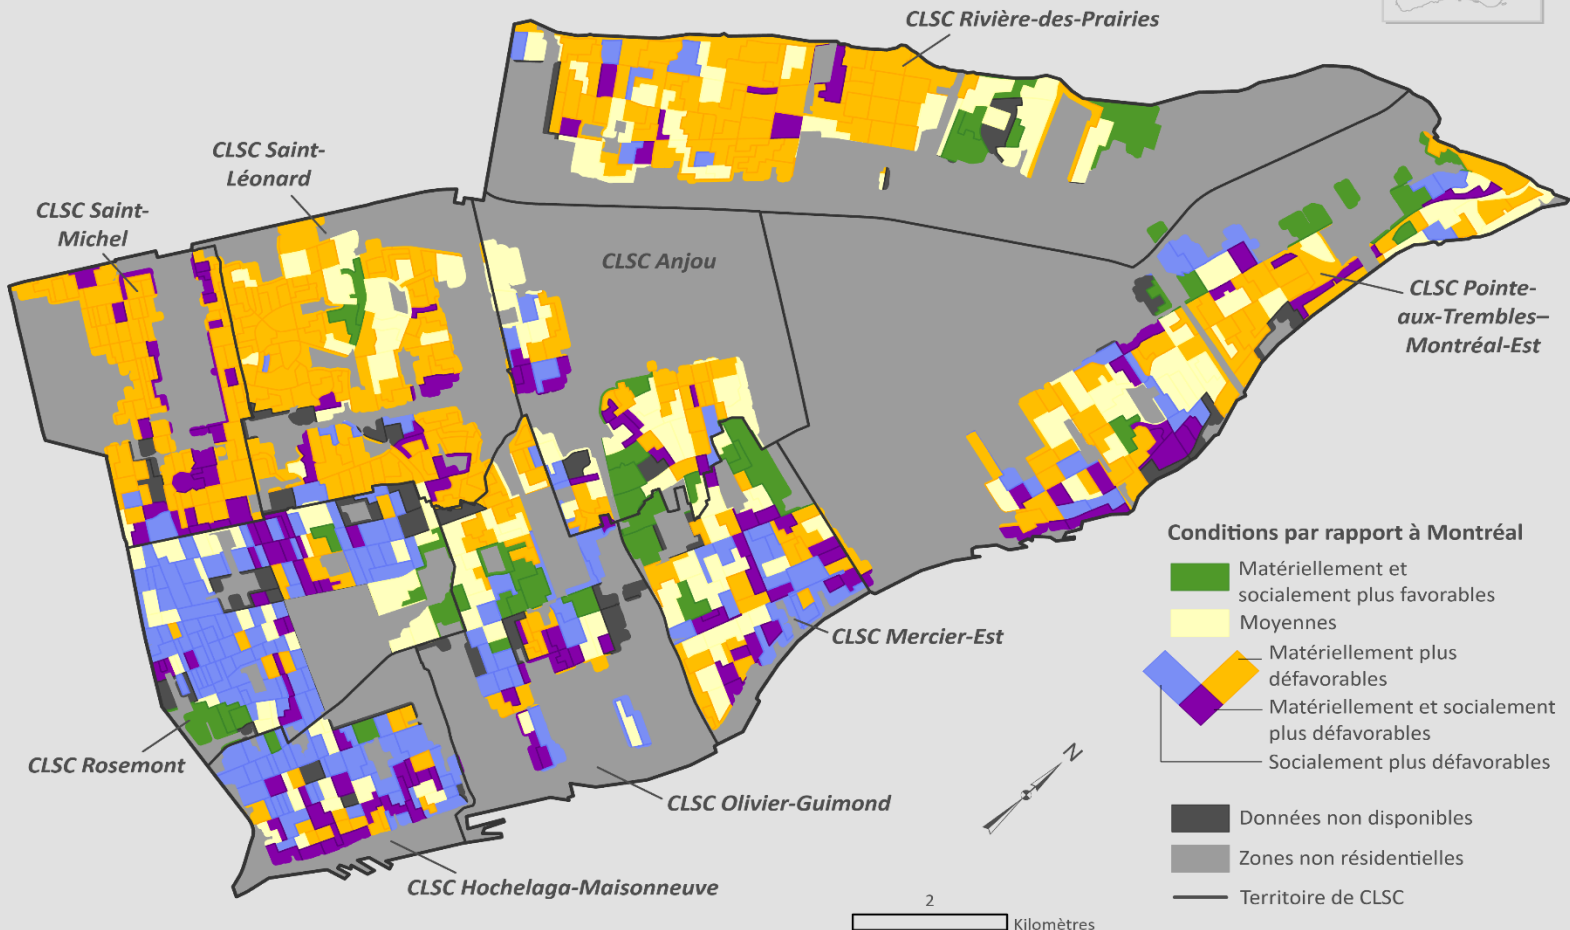 CLSC Rivière-des-Prairies
CLSC Saint-
Léonard
CLSC Saint-
Michel
CLSC Anjou
CLSC Pointe-
aux-Trembles–
Montréal-Est
CLSC Mercier-Est
CLSC Rosemont
CLSC Olivier-Guimond
CLSC Hochelaga-Maisonneuve
N
2
Kilomètres
Conditions par rapport à Montréal
Matériellement et
socialement plus favorables
Moyennes
Matériellement plus
défavorables
Matériellement et socialement
plus défavorables
Socialement plus défavorables
Données non disponibles
Zones non résidentielles
Territoire de CLSC